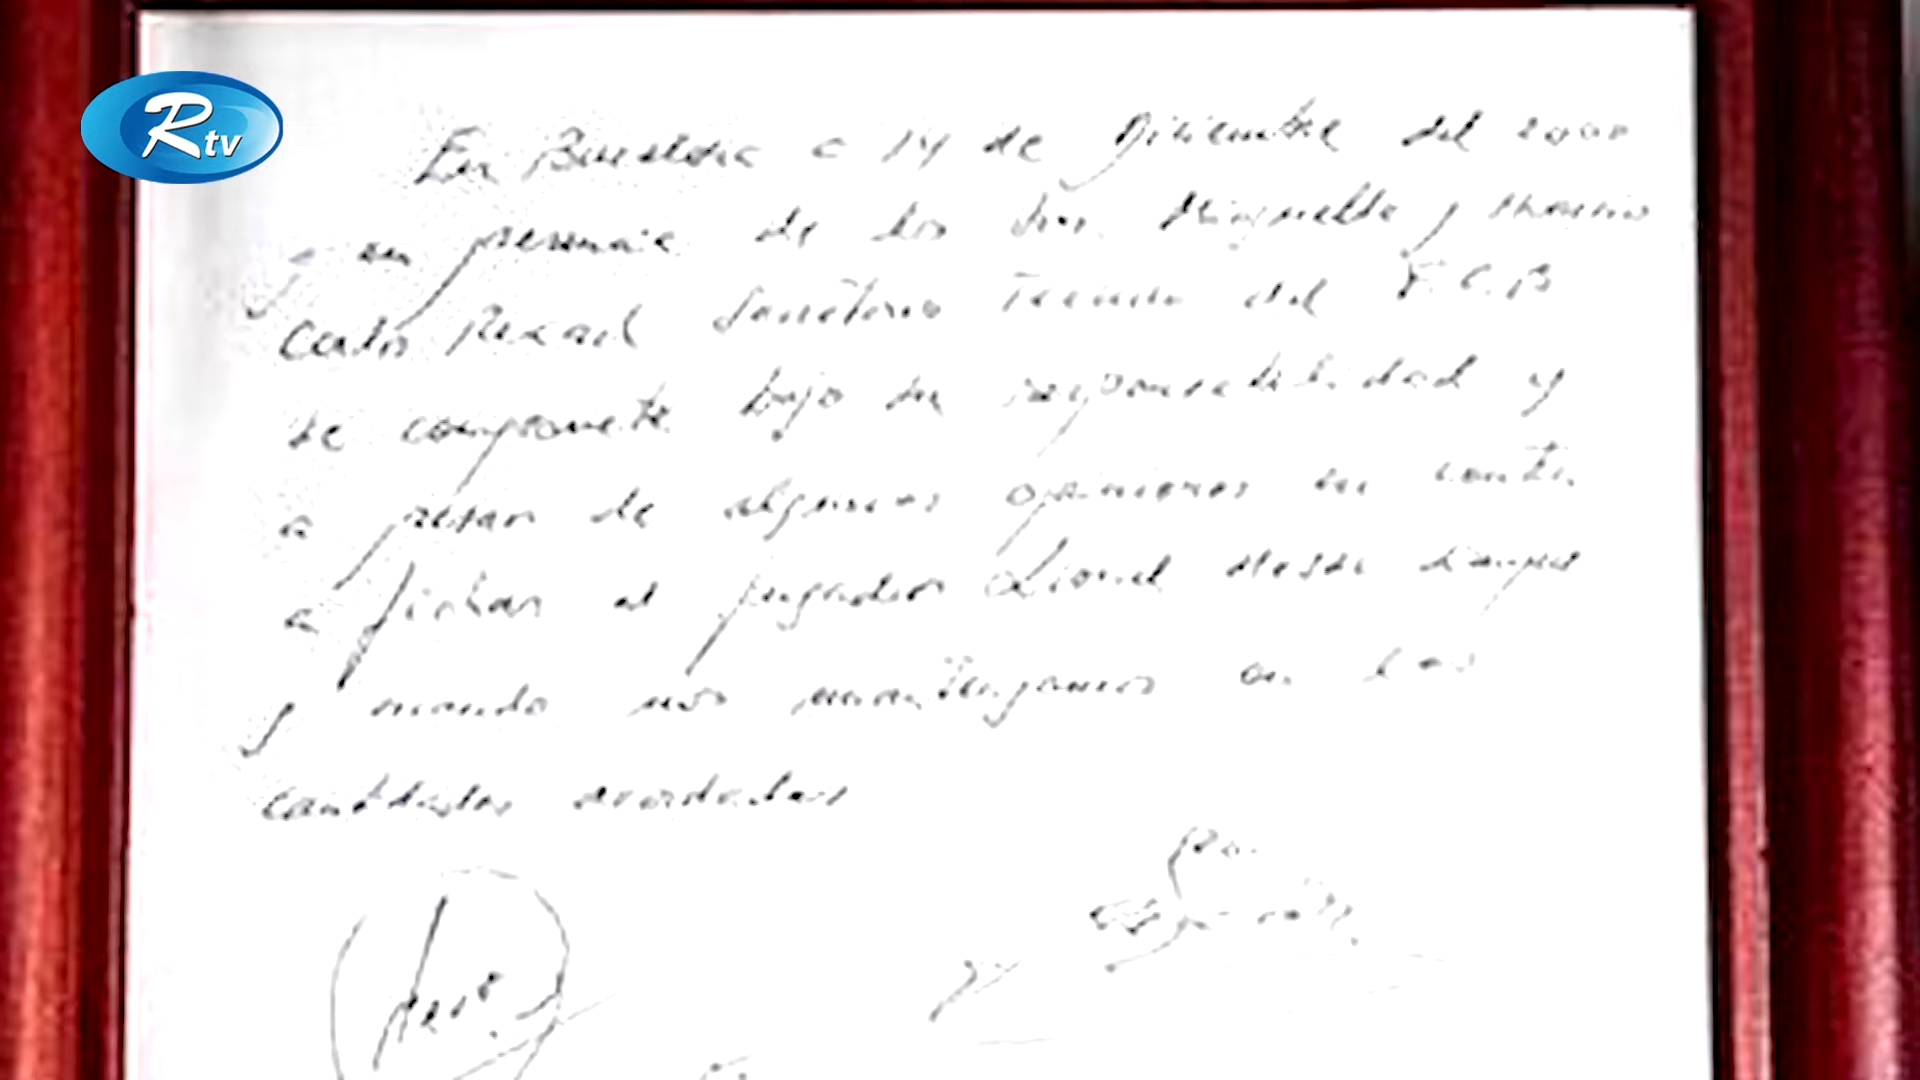 Rtv
En Barcelona a 14 de Diciembre del 2000
y en presencia de los Srs Minguella y Horacio
Carlos Rexach Secretario Tecnico del F.C.B
se compromete bajo su responsabilidad y
a pesar de algunas opiniones en contra
a fichar al jugador Lionel Messi siempre
y cuando nos mantengamos en las
cantidades acordadas